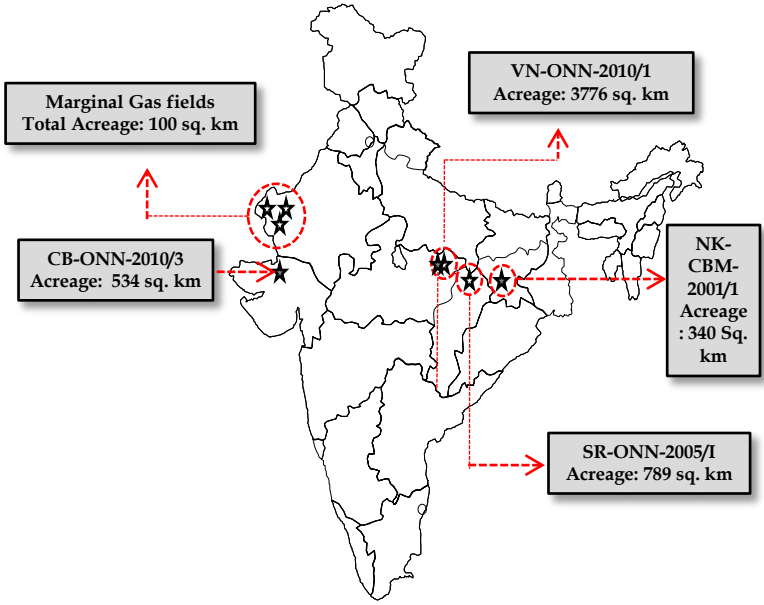 VN-ONN-2010/1
Acreage: 3776 sq. km
Marginal Gas fields
Total Acreage: 100 sq. km
CB-ONN-2010/3
Acreage: 534 sq. km
NK-
CBM-
2001/1
Acreage
: 340 Sq.
km
SR-ONN-2005/I
Acreage: 789 sq. km